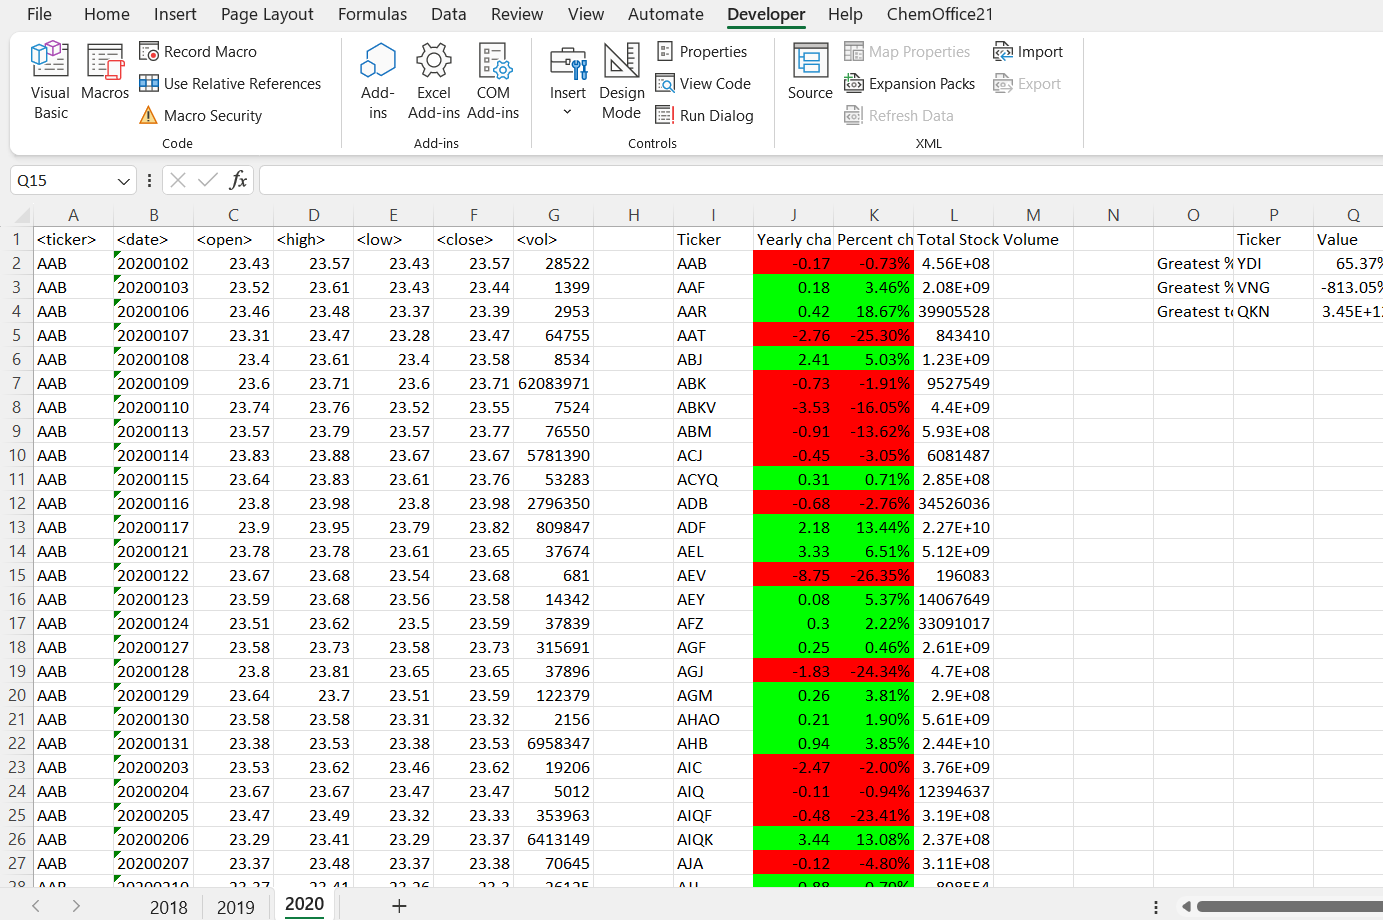 File Home Insert Page Layout Formulas Data Review View Automate Developer Help ChemOffice21
Visual Basic
Macros
Record Macro
Use Relative References
Macro Security
Code
Add-ins
Excel Add-ins
COM Add-ins
Add-ins
Insert
Design Mode
Properties
View Code
Run Dialog
Controls
Source
Map Properties
Expansion Packs
Refresh Data
Import
Export
XML
Q15 fx
A B C D E F G H I J K L M N O P Q
1 <ticker> <date> <open> <high> <low> <close> <vol> Ticker Yearly cha Percent ch Total Stock Volume Ticker Value
2 AAB 20200102 23.43 23.57 23.43 23.57 28522 AAB -0.17 -0.73% 4.56E+08 Greatest % YDI 65.37%
3 AAB 20200103 23.52 23.61 23.43 23.44 1399 AAF 0.18 3.46% 2.08E+09 Greatest % VNG -813.05%
4 AAB 20200106 23.46 23.48 23.37 23.39 2953 AAR 0.42 18.67% 39905528 Greatest to QKN
5 AAB 20200107 23.31 23.47 23.28 23.47 64755 AAT -2.76 -25.30% 843410
6 AAB 20200108 23.4 23.61 23.4 23.58 8534 ABJ 2.41 5.03% 1.23E+09
7 AAB 20200109 23.6 23.71 23.6 23.71 62083971 ABK -0.73 -1.91% 9527549
8 AAB 20200110 23.74 23.76 23.52 23.55 7524 ABKV -3.53 -16.05% 4.4E+09
9 AAB 20200113 23.57 23.79 23.57 23.77 76550 ABM -0.91 -13.62% 5.93E+08
10 AAB 20200114 23.83 23.88 23.67 23.67 5781390 ACJ -0.45 -3.05% 6081487
11 AAB 20200115 23.64 23.83 23.61 23.76 53283 ACYQ 0.31 0.71% 2.85E+08
12 AAB 20200116 23.8 23.98 23.8 23.98 2796350 ADB -0.68 -2.76% 34526036
13 AAB 20200117 23.9 23.95 23.79 23.82 809847 ADF 2.18 13.44% 2.27E+10
14 AAB 20200121 23.78 23.78 23.61 23.65 37674 AEL 3.33 6.51% 5.12E+09
15 AAB 20200122 23.67 23.68 23.54 23.68 681 AEV -8.75 -26.35% 196083
16 AAB 20200123 23.59 23.68 23.56 23.58 14342 AEY 0.08 5.37% 14067649
17 AAB 20200124 23.51 23.62 23.5 23.59 37839 AFZ 0.3 2.22% 33091017
18 AAB 20200127 23.58 23.73 23.58 23.73 315691 AGF 0.25 0.46% 2.61E+09
19 AAB 20200128 23.8 23.81 23.65 23.65 37896 AGJ -1.83 -24.34% 4.7E+08
20 AAB 20200129 23.64 23.7 23.51 23.59 122379 AGM 0.26 3.81% 2.9E+08
21 AAB 20200130 23.58 23.58 23.31 23.32 2156 AHAO 0.21 1.90% 5.61E+09
22 AAB 20200131 23.38 23.53 23.38 23.53 6958347 AHB 0.94 3.85% 2.44E+10
23 AAB 20200203 23.53 23.62 23.46 23.62 19206 AIC -2.47 -2.00% 3.76E+09
24 AAB 20200204 23.67 23.67 23.47 23.47 5012 AIQ -0.11 -0.94% 12394637
25 AAB 20200205 23.47 23.49 23.32 23.33 353963 AIQF -0.48 -23.41% 3.19E+08
26 AAB 20200206 23.29 23.41 23.29 23.37 6413149 AIQK 3.44 13.08% 2.37E+08
27 AAB 20200207 23.37 23.48 23.37 23.38 70645 AJA -0.12 -4.80% 3.11E+08
2018 2019 2020